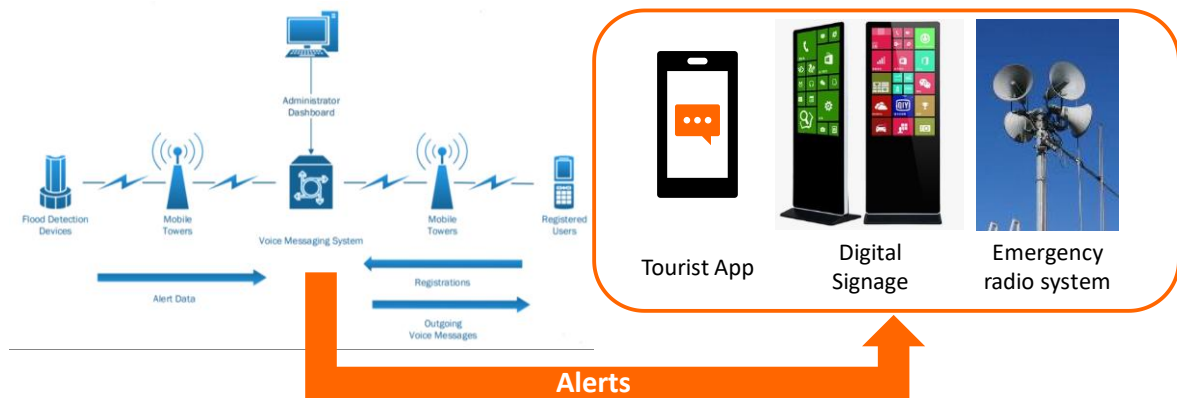 Administrator
Dashboard
Flood Detection
Devices
Mobile
Towers
Voice Messaging System
Mobile
Towers
Registered
Users
Alert Data
Registrations
Outgoing
Voice Messages
Tourist App
Digital
Signage
Emergency
radio system
Alerts